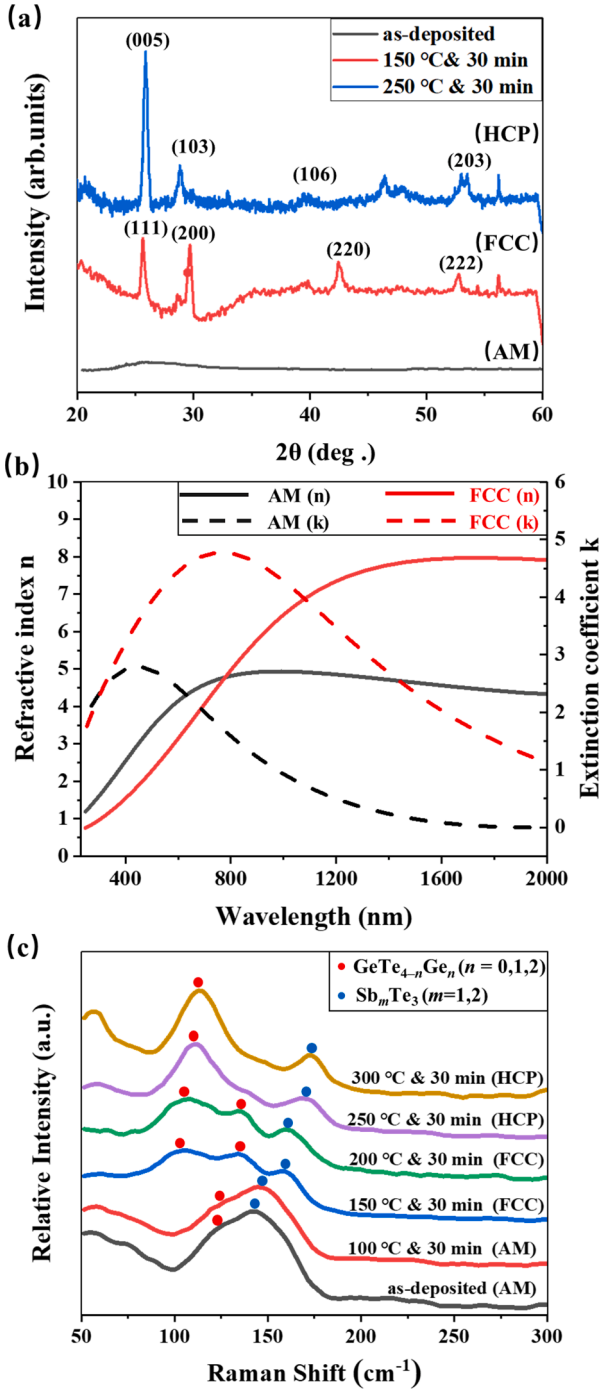 (a)
as-deposited
150 ℃& 30 min
250 ℃ & 30 min
(005)
(103)
(106)
(HCP)
(203)
(111)
(200)
(220)
(FCC)
(222)
(AM)
Intensity (arb.units)
20 30 40 50 60
2θ (deg .)
(b)
AM (n) FCC (n)
AM (k) FCC (k)
Refractive index n
10
9
8
7
6
5
4
3
2
1
0
Extinction coefficient k
6
5
4
3
2
1
0
400 800 1200 1600 2000
Wavelength (nm)
(c)
GeTe4–nGen (n = 0,1,2)
SbmTe3 (m=1,2)
300 ℃ & 30 min (HCP)
250 ℃ & 30 min (HCP)
200 ℃ & 30 min (FCC)
150 ℃ & 30 min (FCC)
100 ℃ & 30 min (AM)
as-deposited (AM)
Relative Intensity (a.u.)
50 100 150 200 250 300
Raman Shift (cm-1)